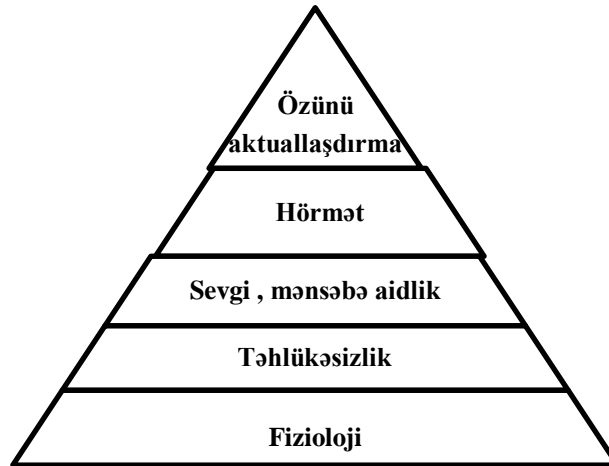 Özünü
aktuallaşdırma
Hörmət
Sevgi , mənsəbə aidlik
Təhlükəsizlik
Fizioloji